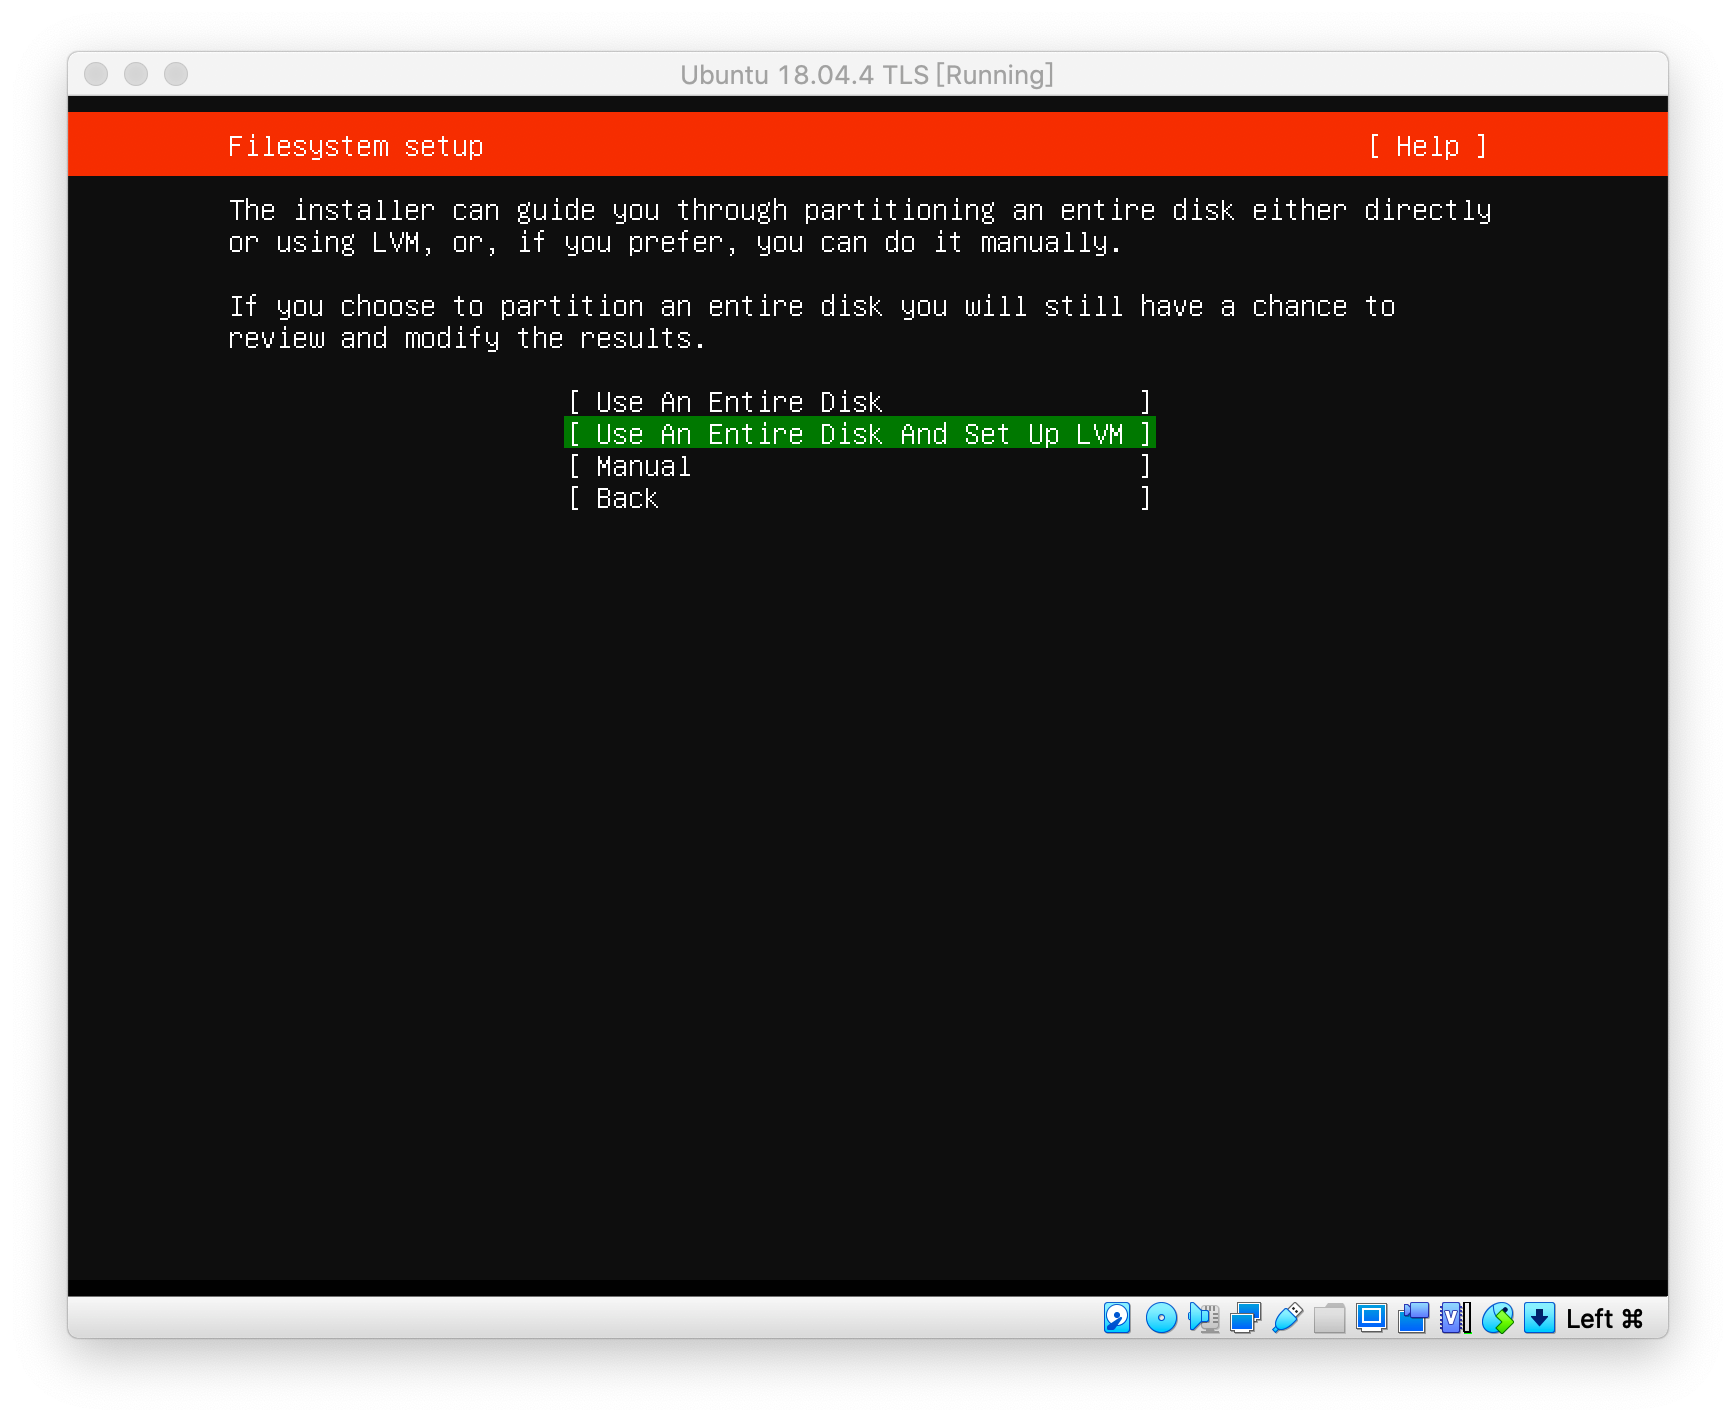 Ubuntu 18.04.4 TLS [Running]
Filesystem setup [ Help ]
The installer can guide you through partitioning an entire disk either directly
or using LVM, or, if you prefer, you can do it manually.
If you choose to partition an entire disk you will still have a chance to
review and modify the results.
[ Use An Entire Disk ]
[ Use An Entire Disk And Set Up LVM ]
[ Manual ]
[ Back ]
Left ⌘